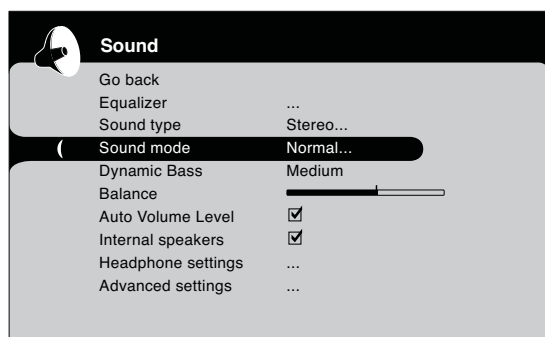 Sound
Go back
Equalizer ...
Sound type Stereo...
Sound mode Normal...
Dynamic Bass Medium
Balance
Auto Volume Level
Internal speakers
Headphone settings ...
Advanced settings ...